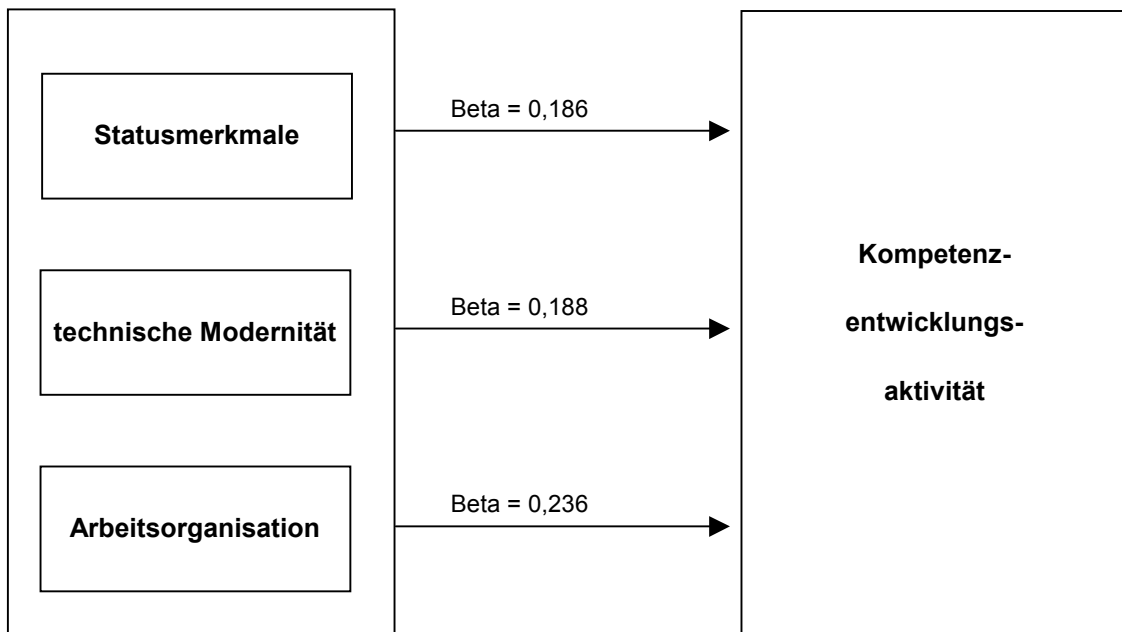 Statusmerkmale
Beta = 0,186
technische Modernität
Beta = 0,188
Arbeitsorganisation
Beta = 0,236
Kompetenz-
entwicklungs-
aktivität